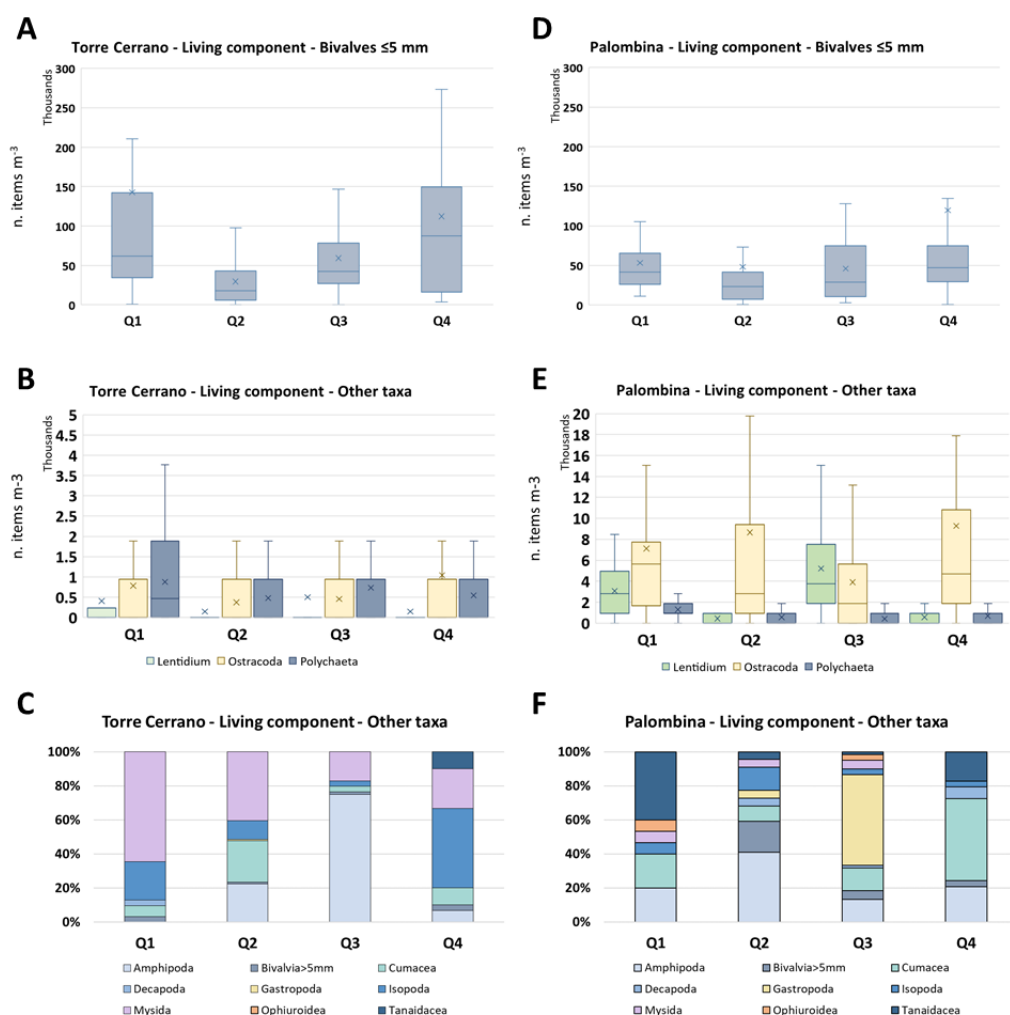 A
Torre Cerrano - Living component - Bivalves ≤5 mm
Thousands
n. items m-3
300
250
200
150
100
50
0
Q1 Q2 Q3 Q4
D
Palombina - Living component - Bivalves ≤5 mm
Thousands
n. items m-3
300
250
200
150
100
50
0
Q1 Q2 Q3 Q4
B
Torre Cerrano - Living component - Other taxa
Thousands
n. items m-3
5
4.5
4
3.5
3
2.5
2
1.5
1
0.5
0
Q1 Q2 Q3 Q4
Lentidium Ostracoda Polychaeta
E
Palombina - Living component - Other taxa
Thousands
n. items m-3
20
18
16
14
12
10
8
6
4
2
0
Q1 Q2 Q3 Q4
Lentidium Ostracoda Polychaeta
C
Torre Cerrano - Living component - Other taxa
100%
80%
60%
40%
20%
0%
Q1 Q2 Q3 Q4
Amphipoda Bivalvia>5mm Cumacea
Decapoda Gastropoda Isopoda
Mysida Ophiuroidea Tanaidacea
F
Palombina - Living component - Other taxa
100%
80%
60%
40%
20%
0%
Q1 Q2 Q3 Q4
Amphipoda Bivalvia>5mm Cumacea
Decapoda Gastropoda Isopoda
Mysida Ophiuroidea Tanaidacea